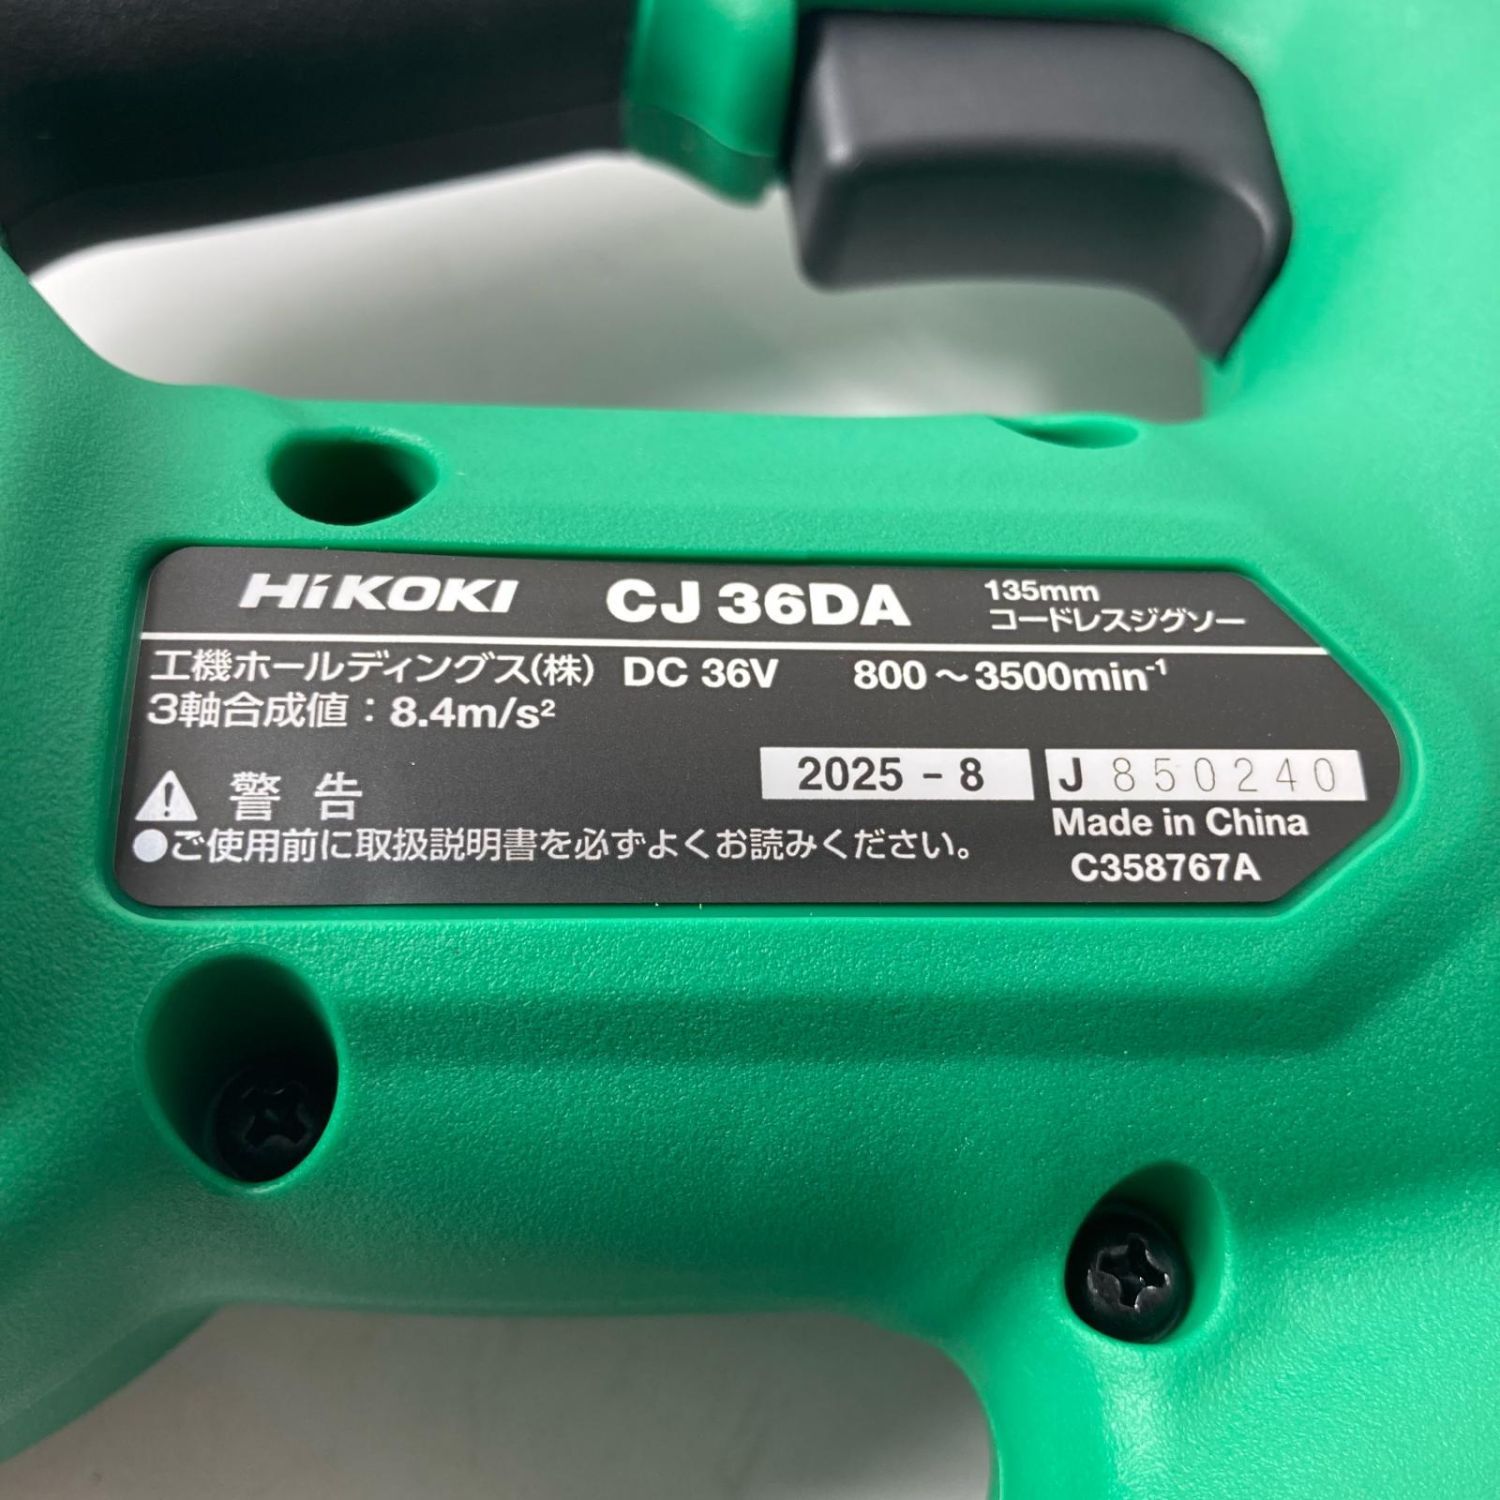 HiKOKI CJ 36DA 135mm
コードレスジグソー
工機ホールディングス(株) DC 36V 800～3500min⁻¹
3軸合成値：8.4m/s²
2025 - 8 J 850240
警告
Made in China
●ご使用前に取扱説明書を必ずよくお読みください。
C358767A